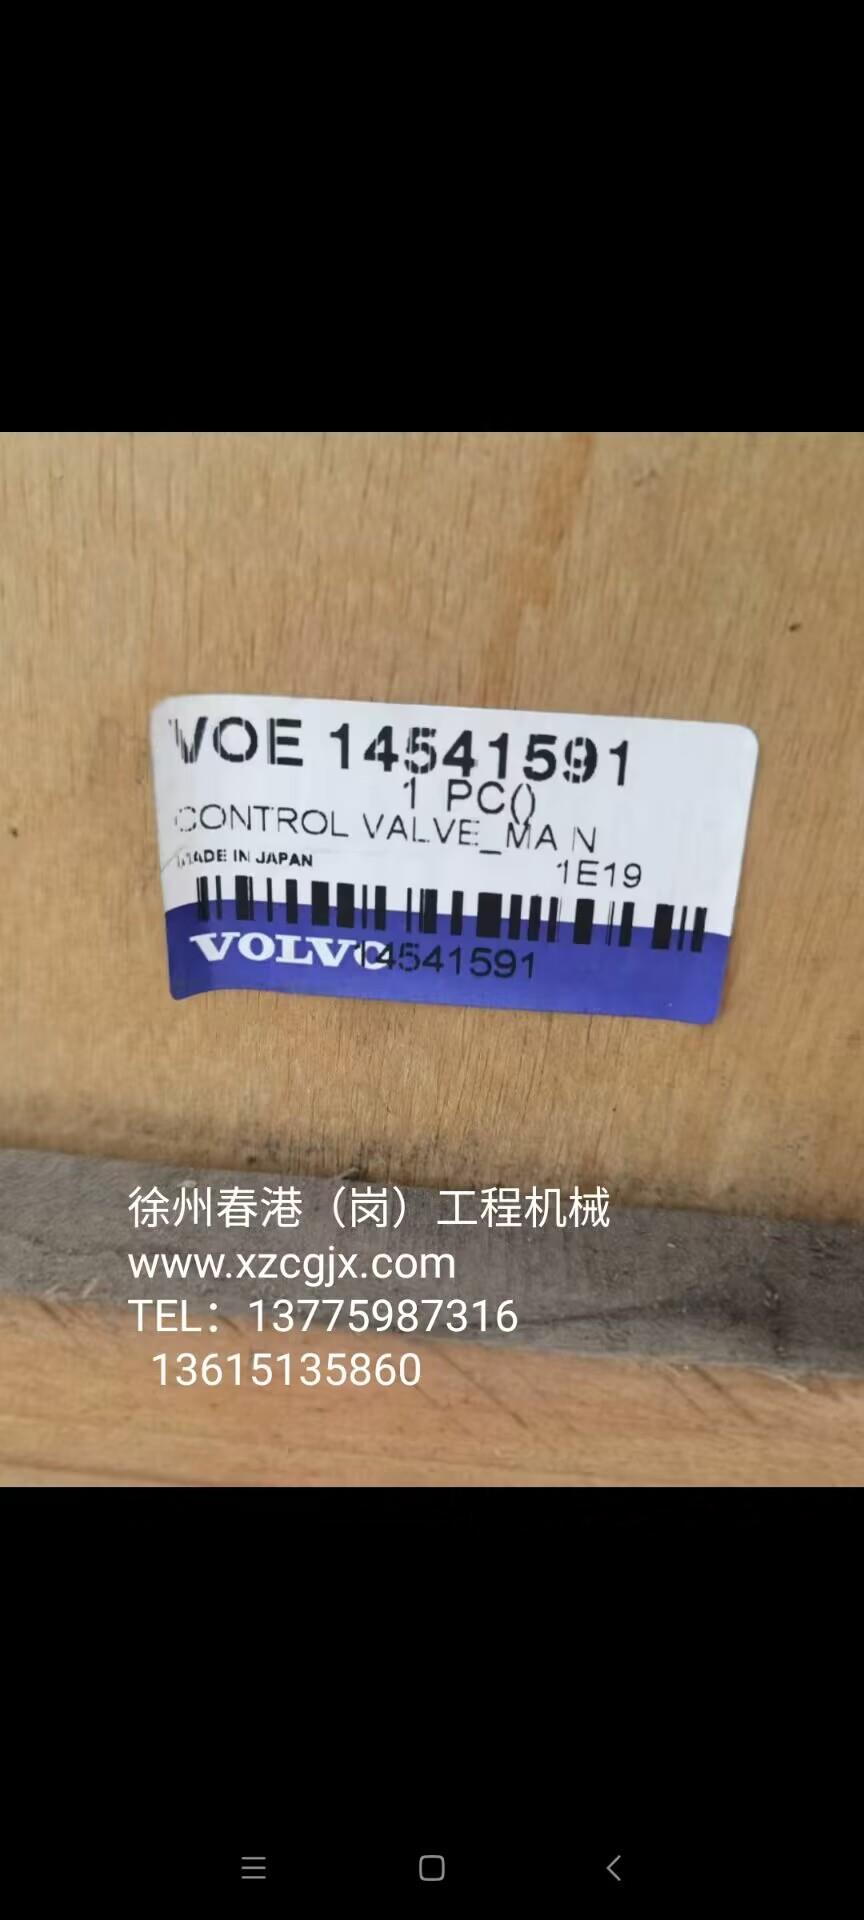 VOE 14541591
1 PC()
CONTROL VALVE_MAIN
MADE IN JAPAN
1E19
VOLVO
14541591
徐州春港（岗）工程机械
www.xzcgjx.com
TEL：13775987316
13615135860